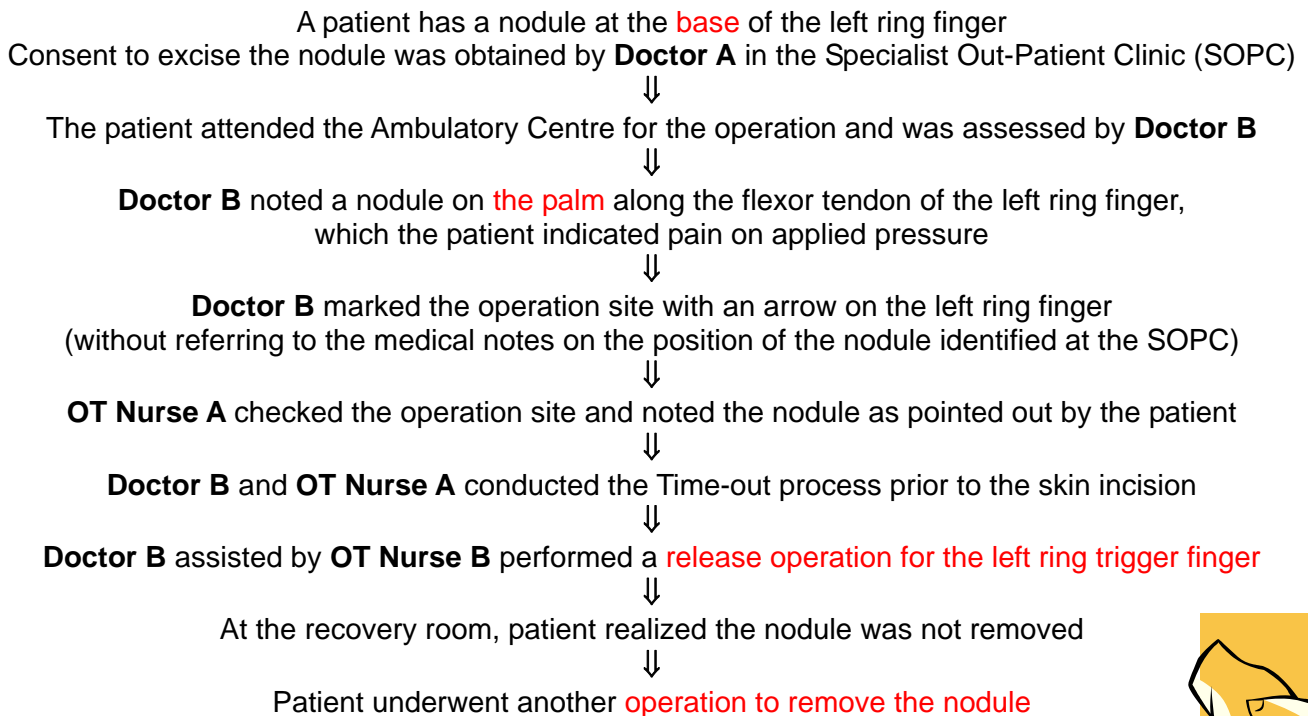 A patient has a nodule at the base of the left ring finger
Consent to excise the nodule was obtained by Doctor A in the Specialist Out-Patient Clinic (SOPC)
⇓
The patient attended the Ambulatory Centre for the operation and was assessed by Doctor B
⇓
Doctor B noted a nodule on the palm along the flexor tendon of the left ring finger,
which the patient indicated pain on applied pressure
⇓
Doctor B marked the operation site with an arrow on the left ring finger
(without referring to the medical notes on the position of the nodule identified at the SOPC)
⇓
OT Nurse A checked the operation site and noted the nodule as pointed out by the patient
⇓
Doctor B and OT Nurse A conducted the Time-out process prior to the skin incision
⇓
Doctor B assisted by OT Nurse B performed a release operation for the left ring trigger finger
⇓
At the recovery room, patient realized the nodule was not removed
⇓
Patient underwent another operation to remove the nodule